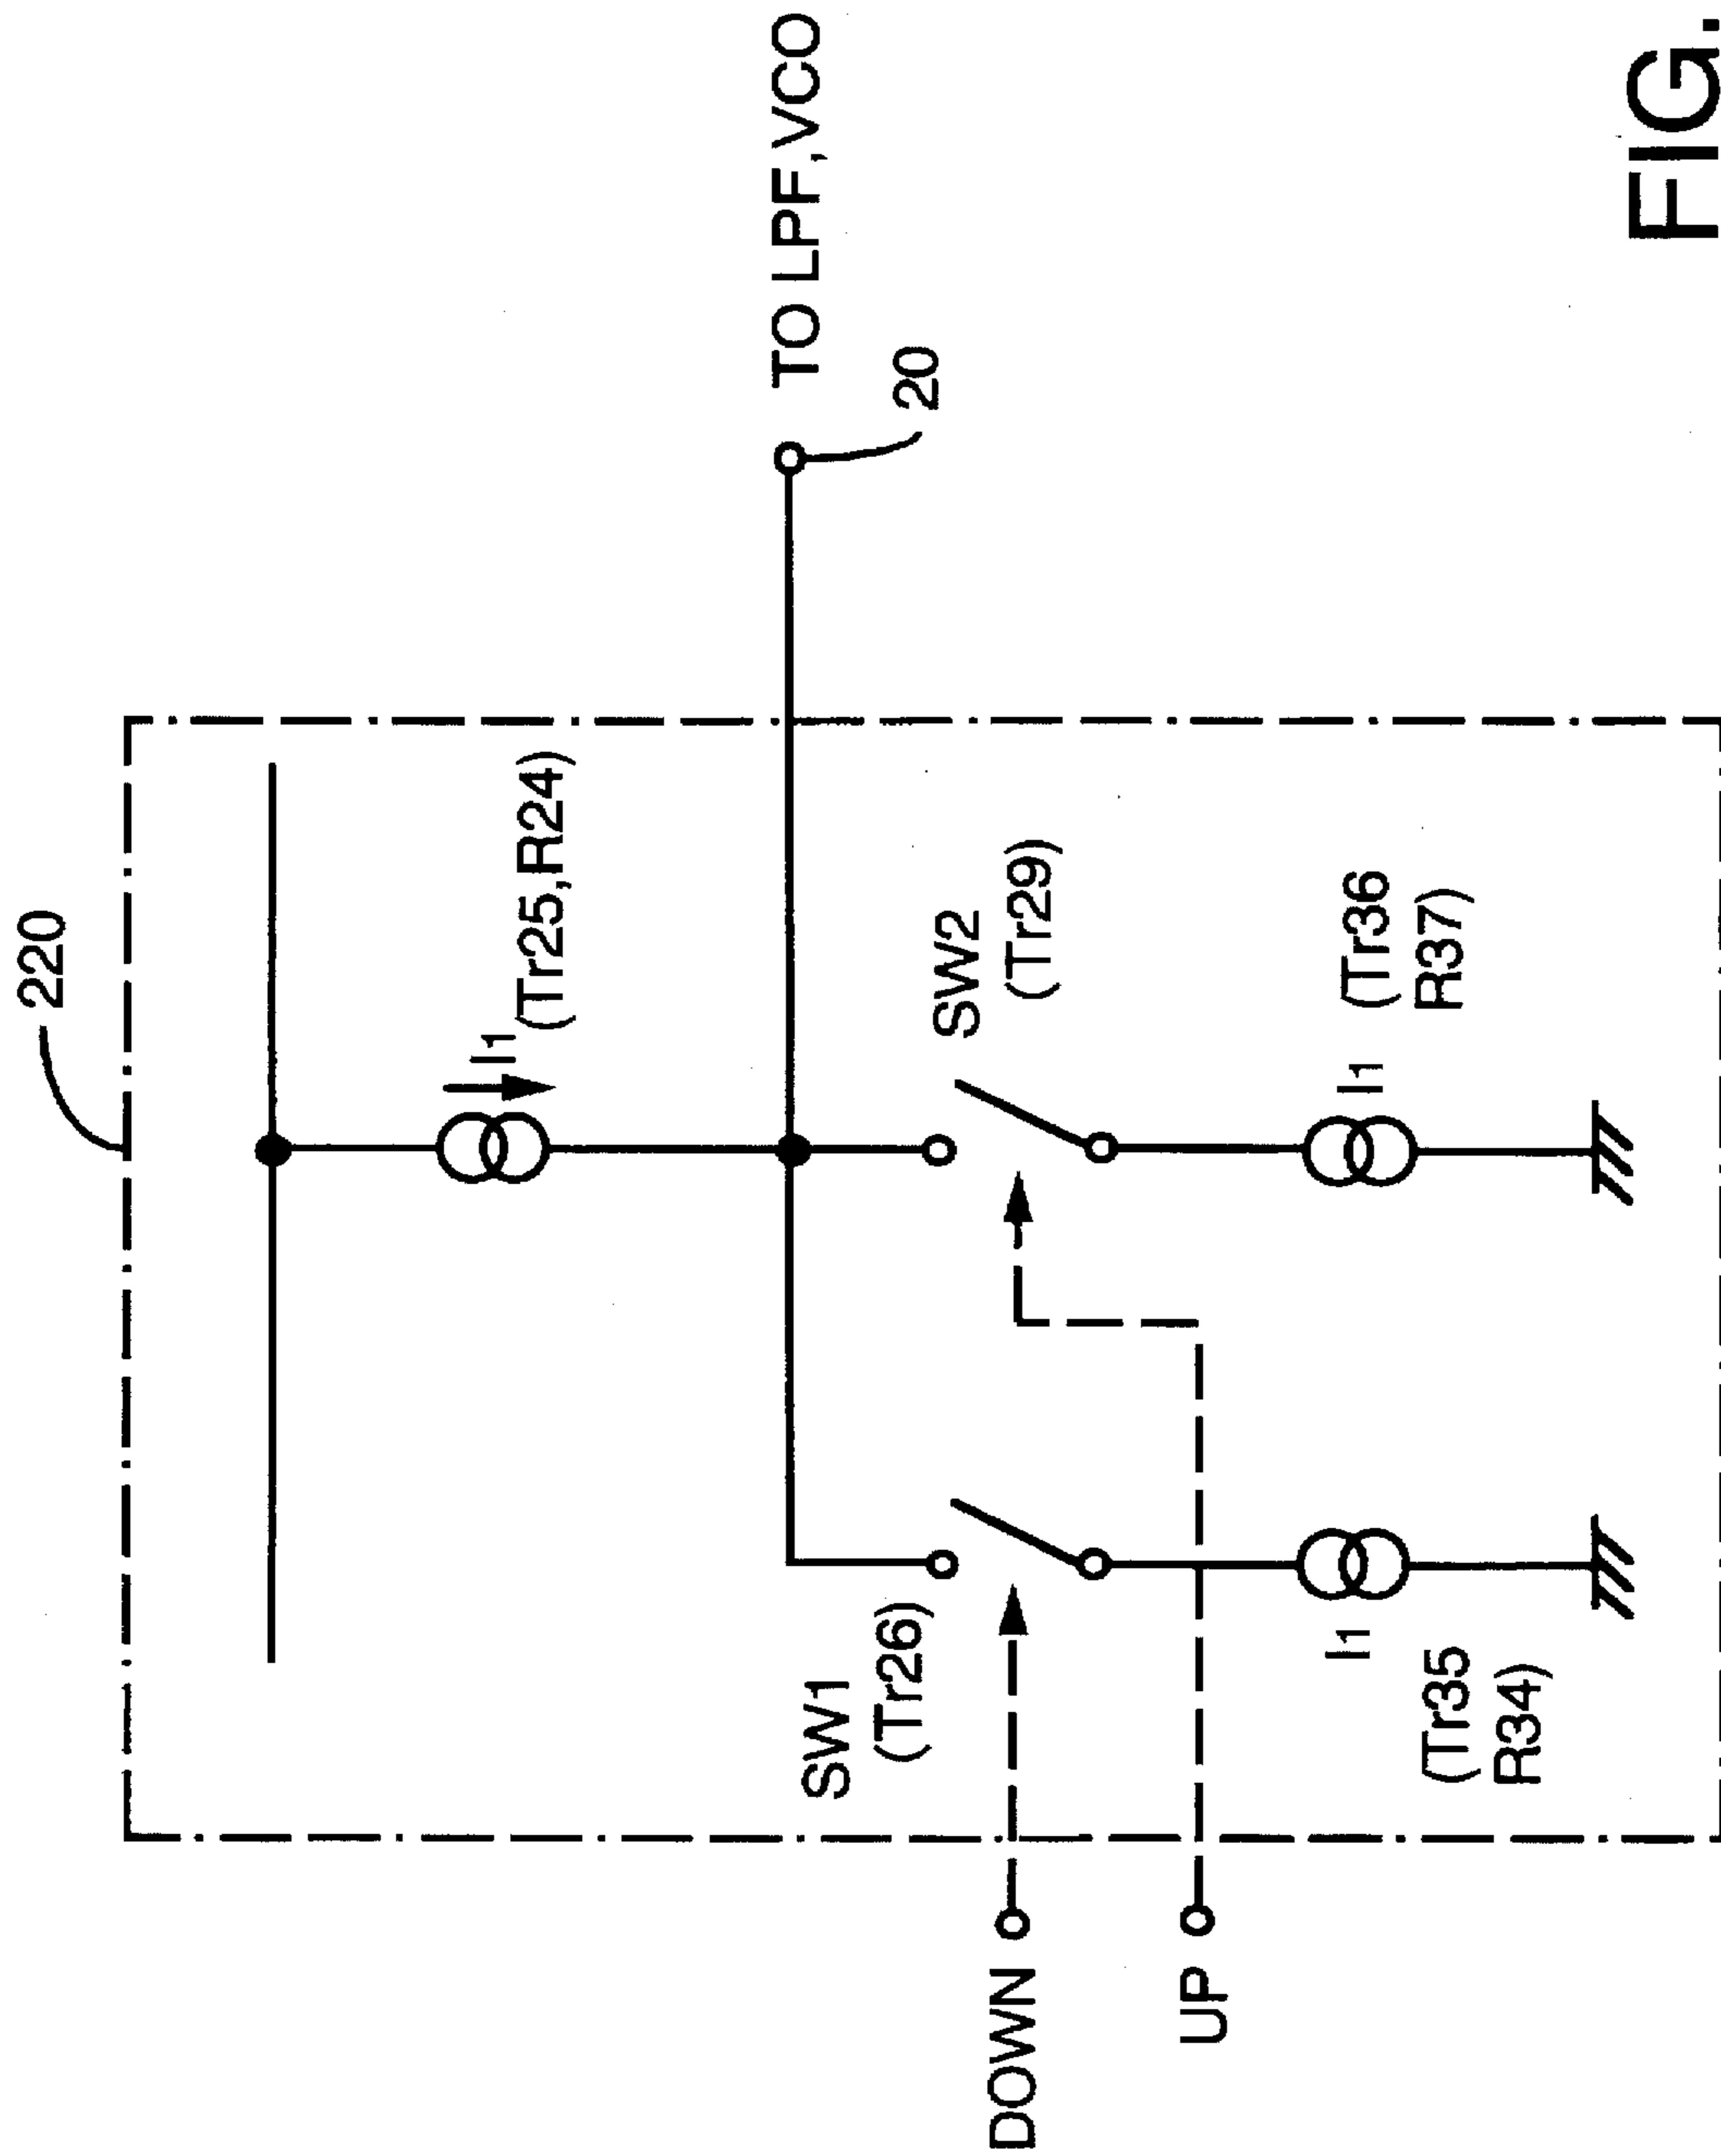 220
I1
(Tr25,R24)
TO LPF,VCO
20
SW1
(Tr26)
SW2
(Tr29)
DOWN
UP
I1
(Tr35
R34)
I1
(Tr36
R37)
FIG.